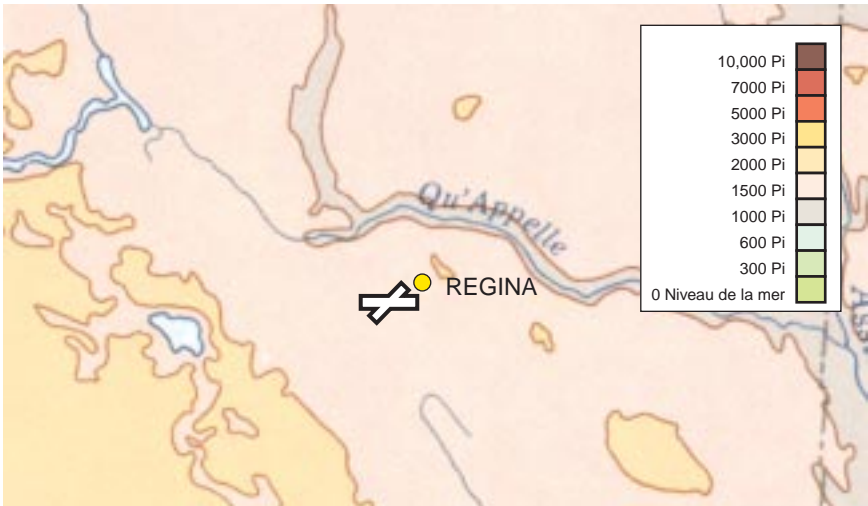 10,000 Pi
7000 Pi
5000 Pi
3000 Pi
2000 Pi
1500 Pi
1000 Pi
600 Pi
300 Pi
0 Niveau de la mer
Qu'Appelle
REGINA
Ass